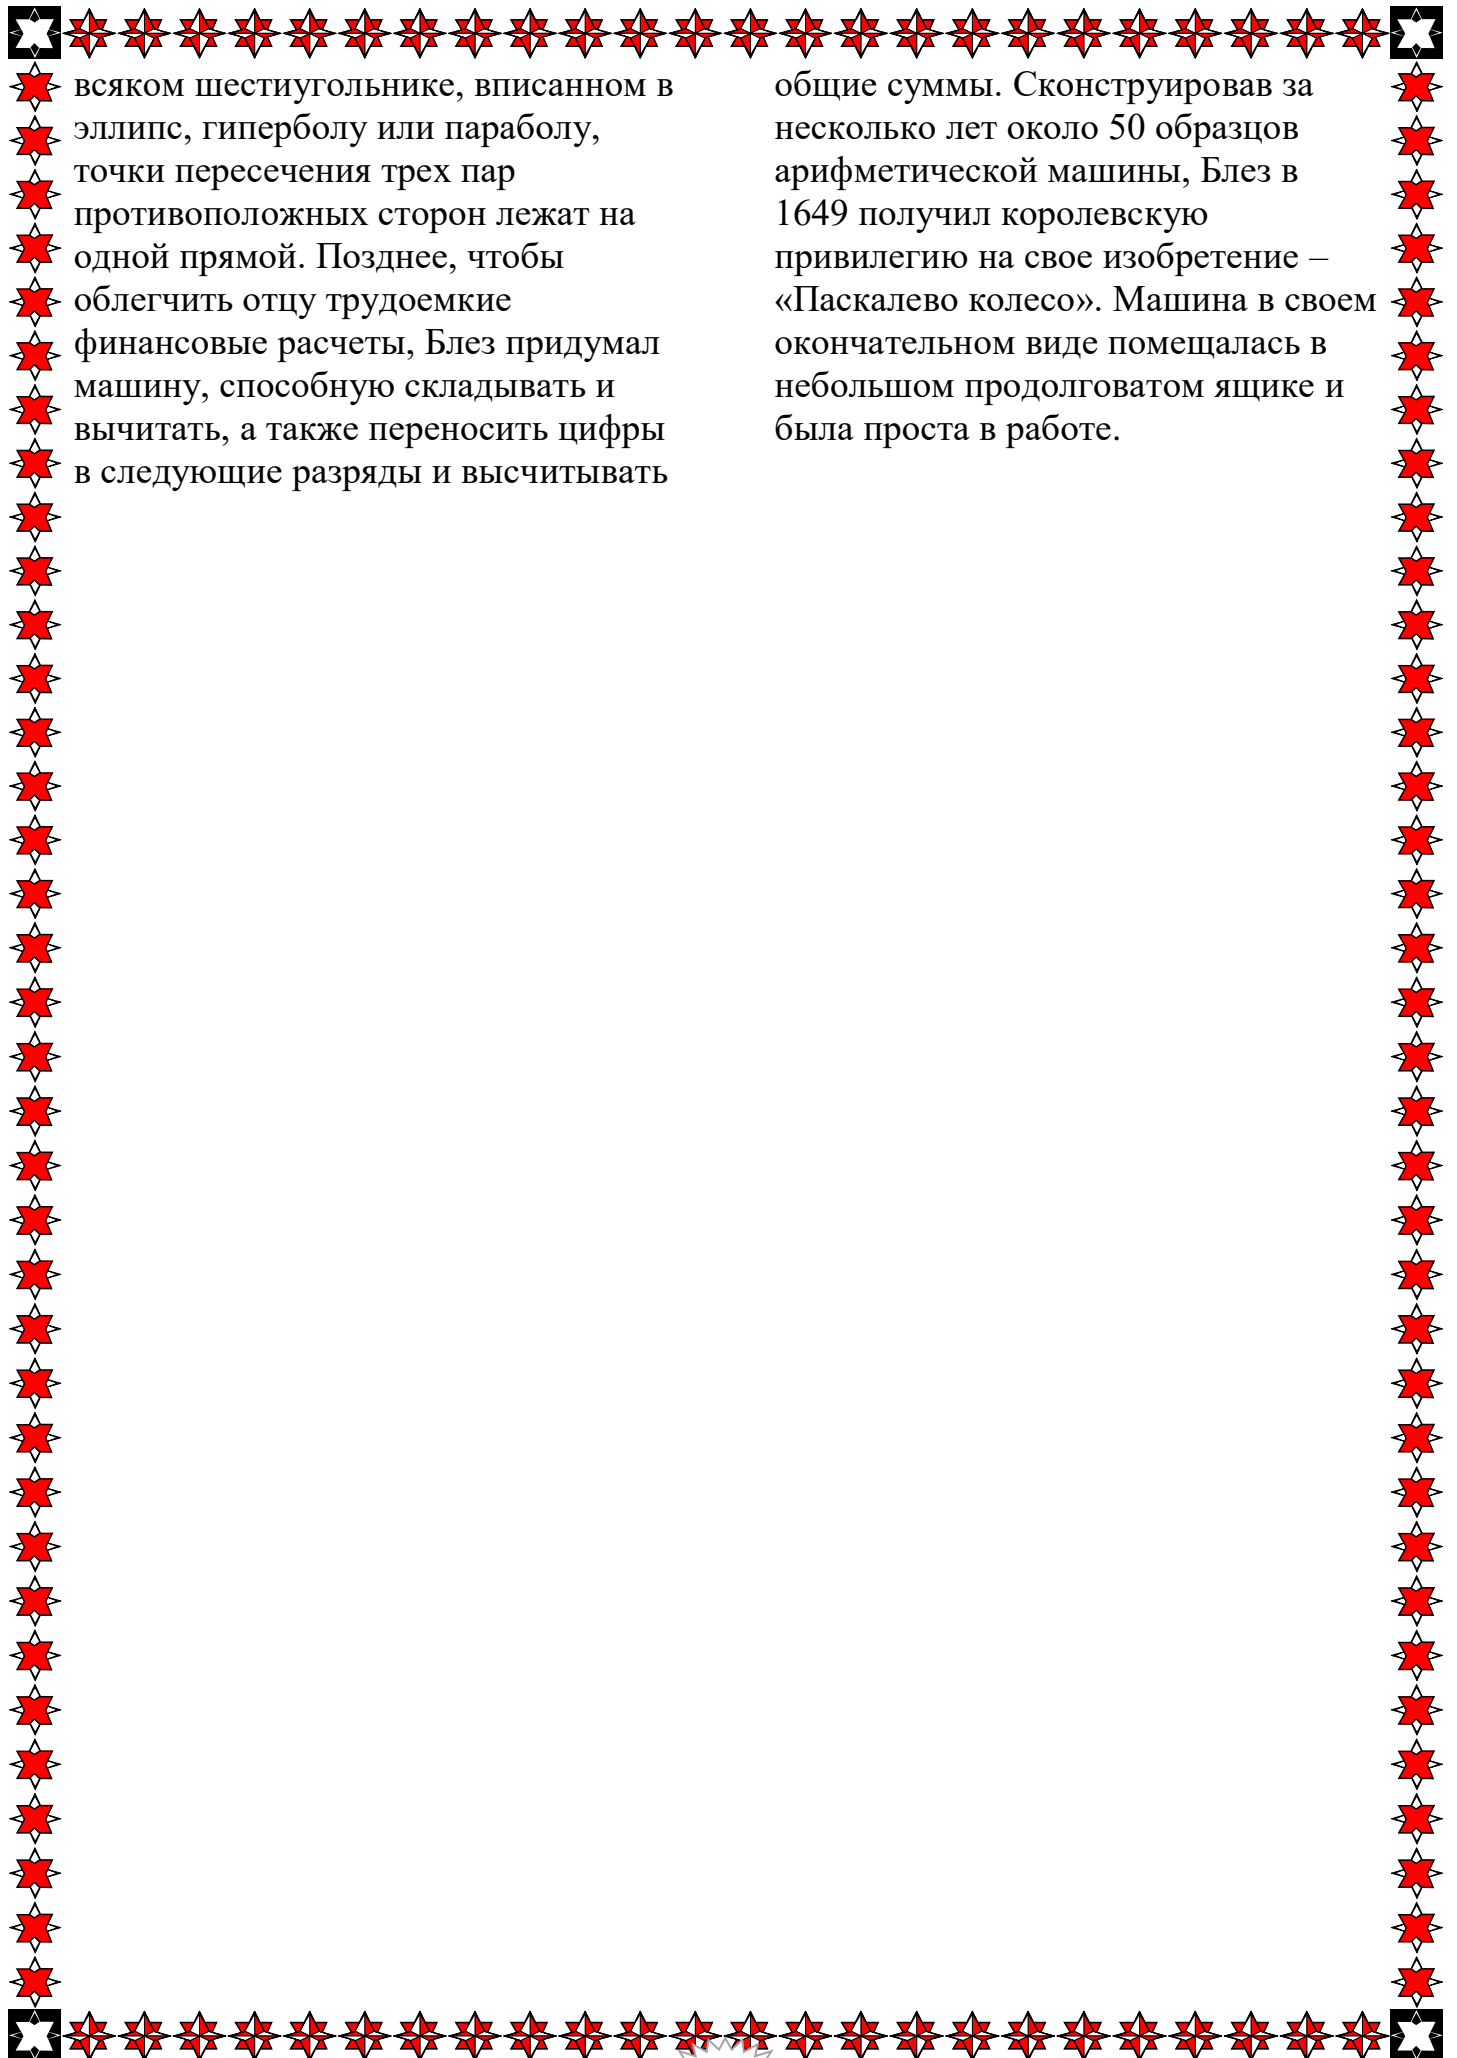 всяком шестиугольнике, вписанном в
эллипс, гиперболу или параболу,
точки пересечения трех пар
противоположных сторон лежат на
одной прямой. Позднее, чтобы
облегчить отцу трудоемкие
финансовые расчеты, Блез придумал
машину, способную складывать и
вычитать, а также переносить цифры
в следующие разряды и высчитывать
общие суммы. Сконструировав за
несколько лет около 50 образцов
арифметической машины, Блез в
1649 получил королевскую
привилегию на свое изобретение –
«Паскалево колесо». Машина в своем
окончательном виде помещалась в
небольшом продолговатом ящике и
была проста в работе.